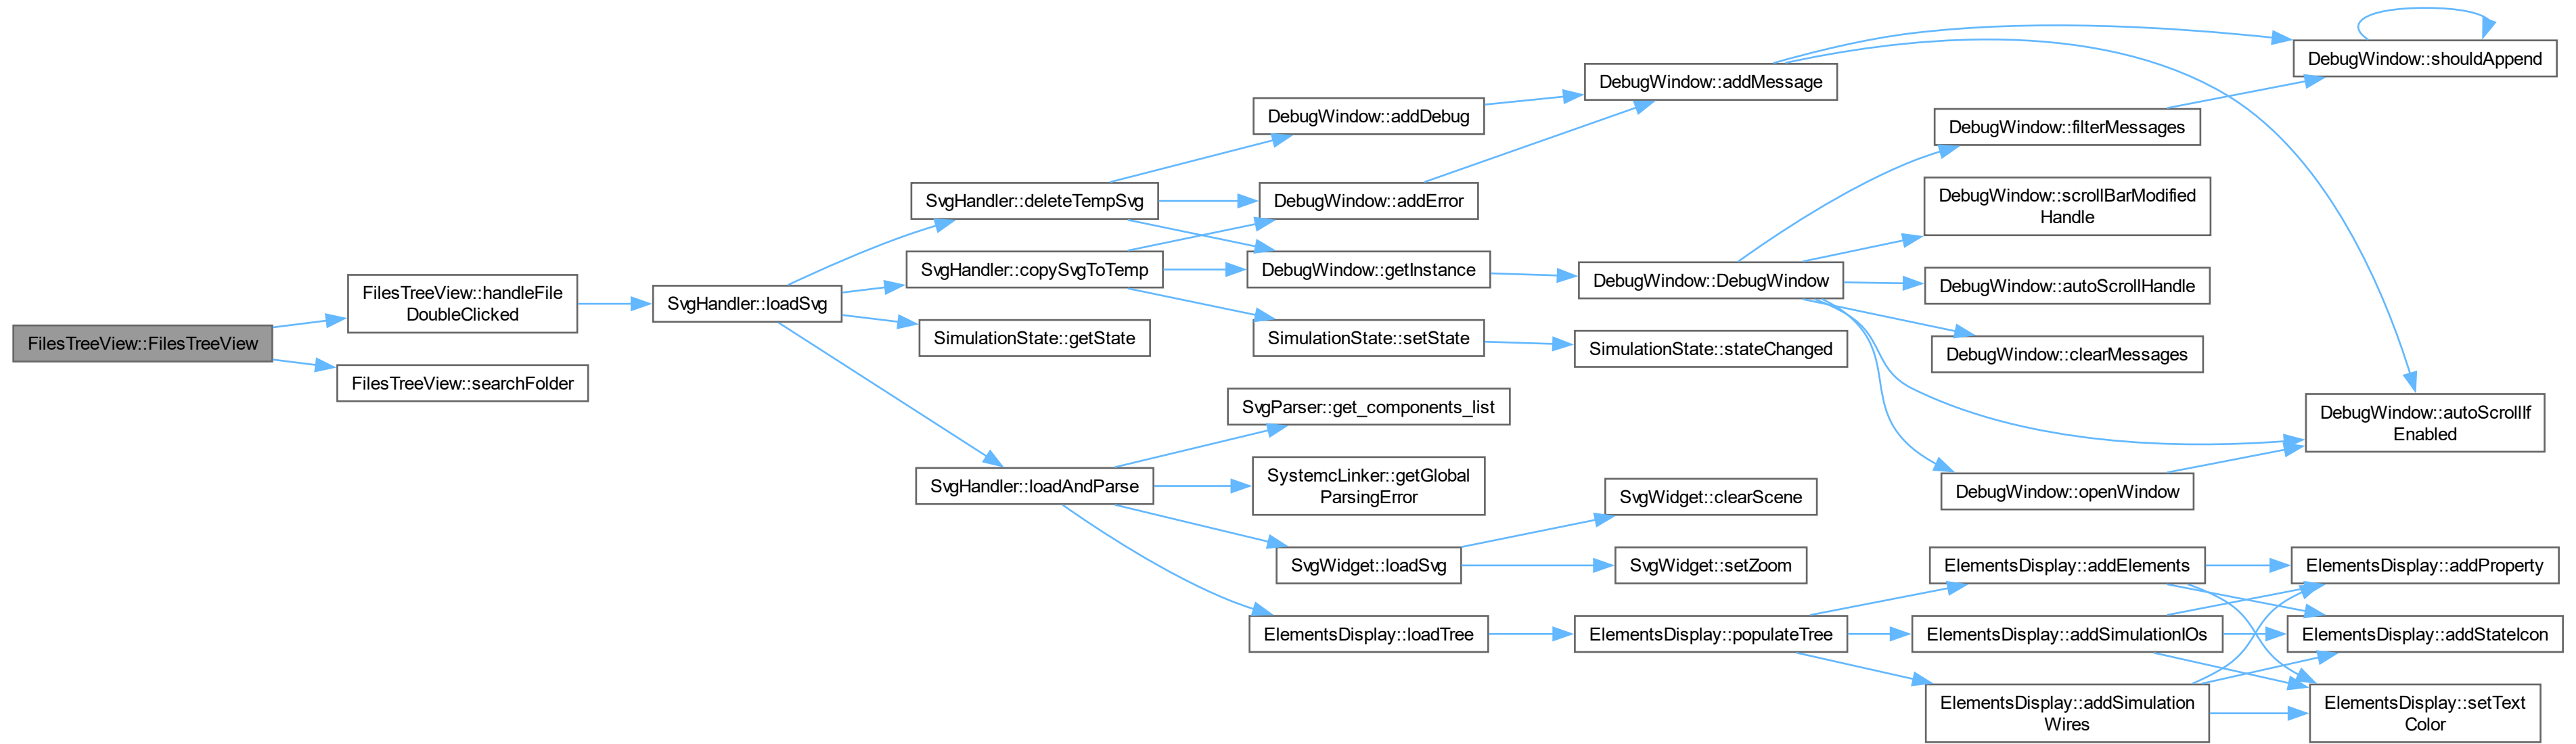 FilesTreeView::FilesTreeView
FilesTreeView::handleFile
DoubleClicked
FilesTreeView::searchFolder
SvgHandler::loadSvg
SvgHandler::deleteTempSvg
SvgHandler::copySvgToTemp
SimulationState::getState
SvgHandler::loadAndParse
DebugWindow::addDebug
DebugWindow::addError
DebugWindow::getInstance
SimulationState::setState
SvgParser::get_components_list
SystemcLinker::getGlobal
ParsingError
SvgWidget::loadSvg
ElementsDisplay::loadTree
DebugWindow::addMessage
DebugWindow::DebugWindow
SimulationState::stateChanged
SvgWidget::clearScene
SvgWidget::setZoom
ElementsDisplay::populateTree
DebugWindow::filterMessages
DebugWindow::scrollBarModified
Handle
DebugWindow::autoScrollHandle
DebugWindow::clearMessages
DebugWindow::openWindow
ElementsDisplay::addElements
ElementsDisplay::addSimulationIOs
ElementsDisplay::addSimulation
Wires
DebugWindow::shouldAppend
DebugWindow::autoScrollIf
Enabled
ElementsDisplay::addProperty
ElementsDisplay::addStateIcon
ElementsDisplay::setText
Color